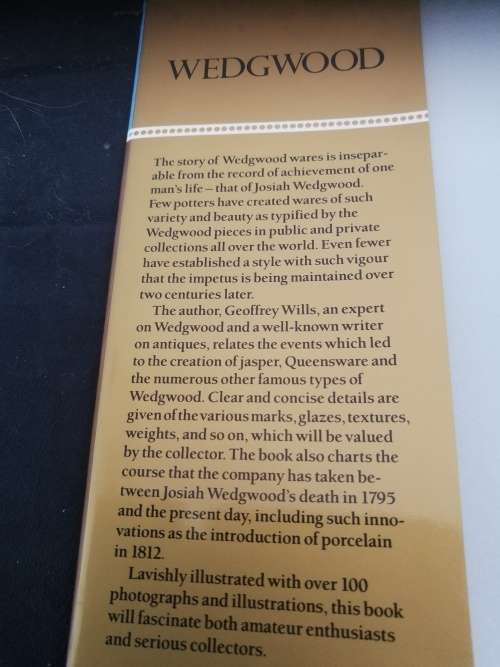 WEDGWOOD
The story of Wedgwood wares is insepar-
able from the record of achievement of one
man's life – that of Josiah Wedgwood.
Few potters have created wares of such
variety and beauty as typified by the
Wedgwood pieces in public and private
collections all over the world. Even fewer
have established a style with such vigour
that the impetus is being maintained over
two centuries later.
The author, Geoffrey Wills, an expert
on Wedgwood and a well-known writer
on antiques, relates the events which led
to the creation of jasper, Queensware and
the numerous other famous types of
Wedgwood. Clear and concise details are
given of the various marks, glazes, textures,
weights, and so on, which will be valued
by the collector. The book also charts the
course that the company has taken be-
tween Josiah Wedgwood's death in 1795
and the present day, including such inno-
vations as the introduction of porcelain
in 1812.
Lavishly illustrated with over 100
photographs and illustrations, this book
will fascinate both amateur enthusiasts
and serious collectors.